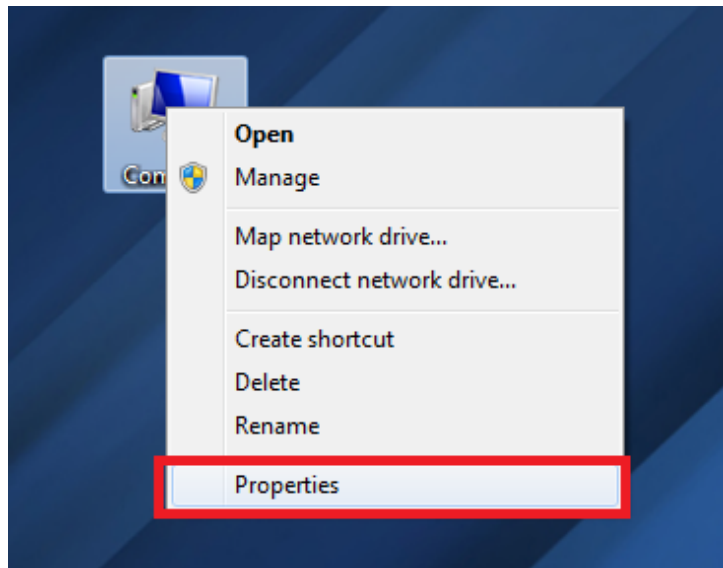 Open
Manage
Map network drive...
Disconnect network drive...
Create shortcut
Delete
Rename
Properties